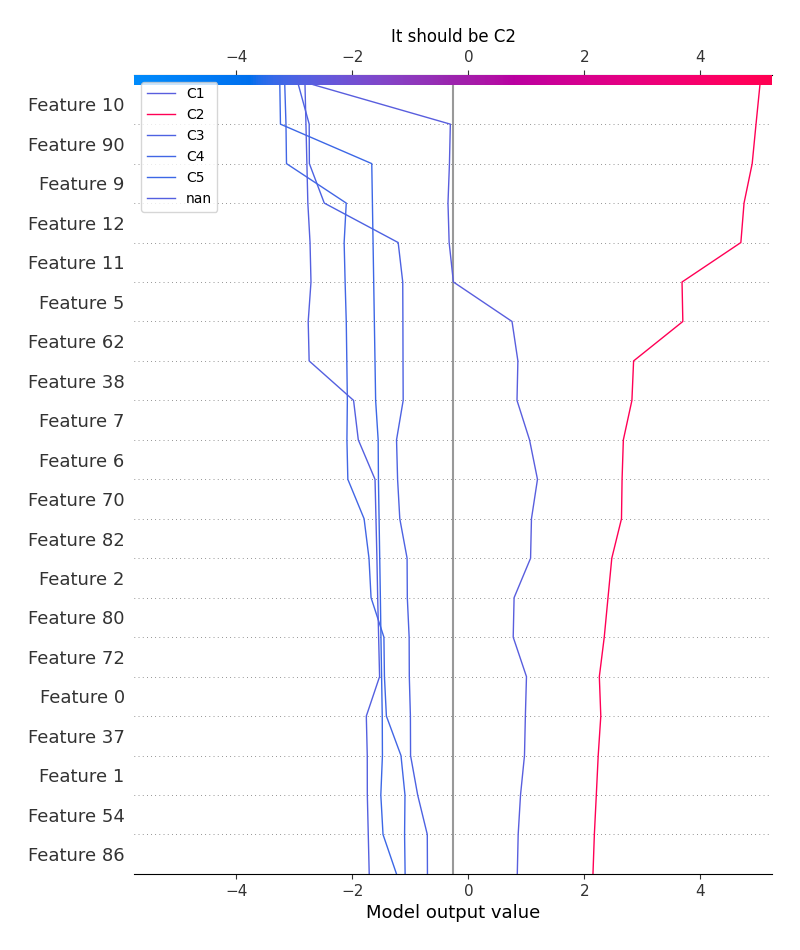 It should be C2
−4 −2 0 2 4
C1
C2
C3
C4
C5
nan
Feature 10
Feature 90
Feature 9
Feature 12
Feature 11
Feature 5
Feature 62
Feature 38
Feature 7
Feature 6
Feature 70
Feature 82
Feature 2
Feature 80
Feature 72
Feature 0
Feature 37
Feature 1
Feature 54
Feature 86
−4 −2 0 2 4
Model output value